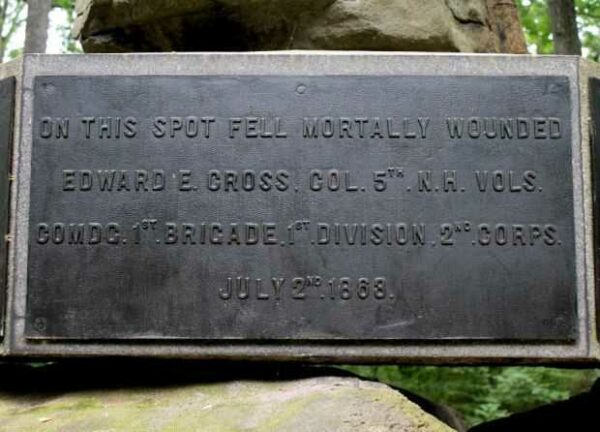 ON THIS SPOT FELL MORTALLY WOUNDED
EDWARD E. CROSS, COL. 5TH. N.H. VOLS.
COMDG. 1ST. BRIGADE, 1ST. DIVISION, 2ND. CORPS.
JULY 2ND. 1863.